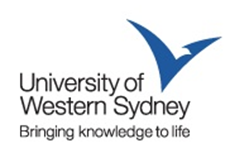 University of
Western Sydney
Bringing knowledge to life